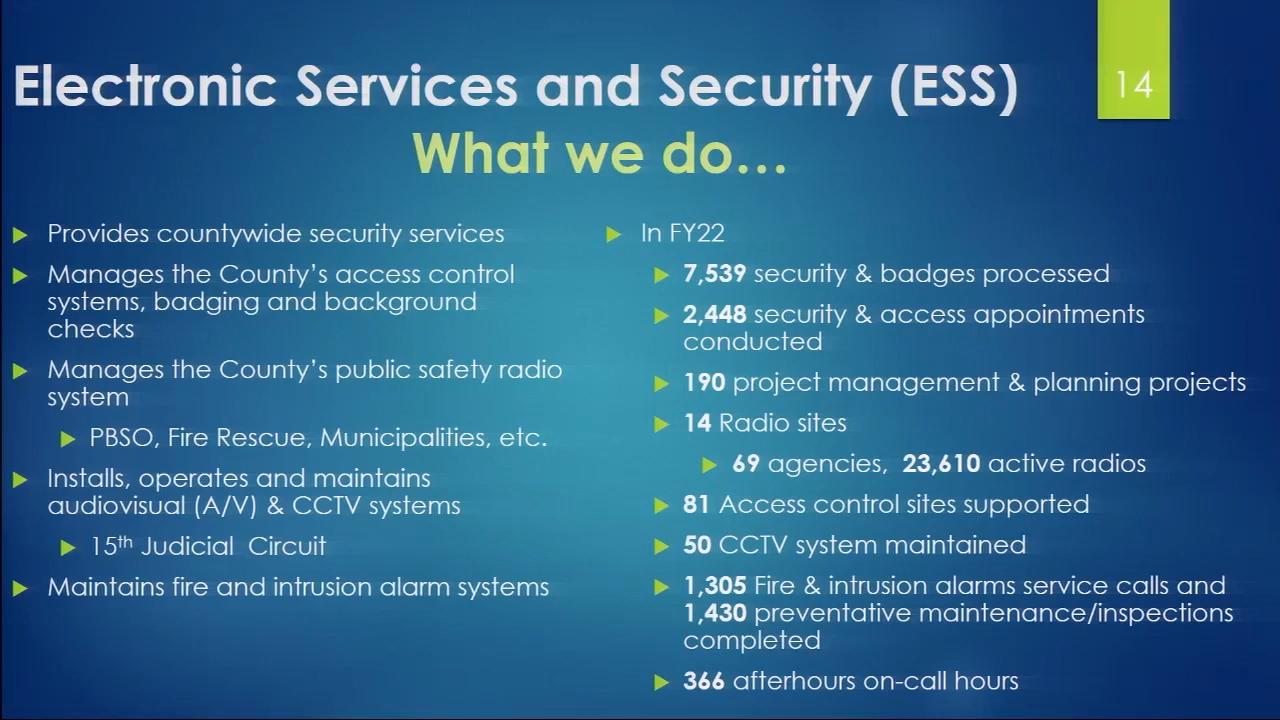 Electronic Services and Security (ESS)
14
What we do...
Provides countywide security services
Manages the County's access control
systems, badging and background
checks
Manages the County's public safety radio
system
PBSO, Fire Rescue, Municipalities, etc.
Installs, operates and maintains
audiovisual (A/V) & CCTV systems
15th Judicial Circuit
Maintains fire and intrusion alarm systems
In FY22
7,539 security & badges processed
2,448 security & access appointments
conducted
190 project management & planning projects
14 Radio sites
69 agencies, 23,610 active radios
81 Access control sites supported
50 CCTV system maintained
1,305 Fire & intrusion alarms service calls and
1,430 preventative maintenance/inspections
completed
366 afterhours on-call hours